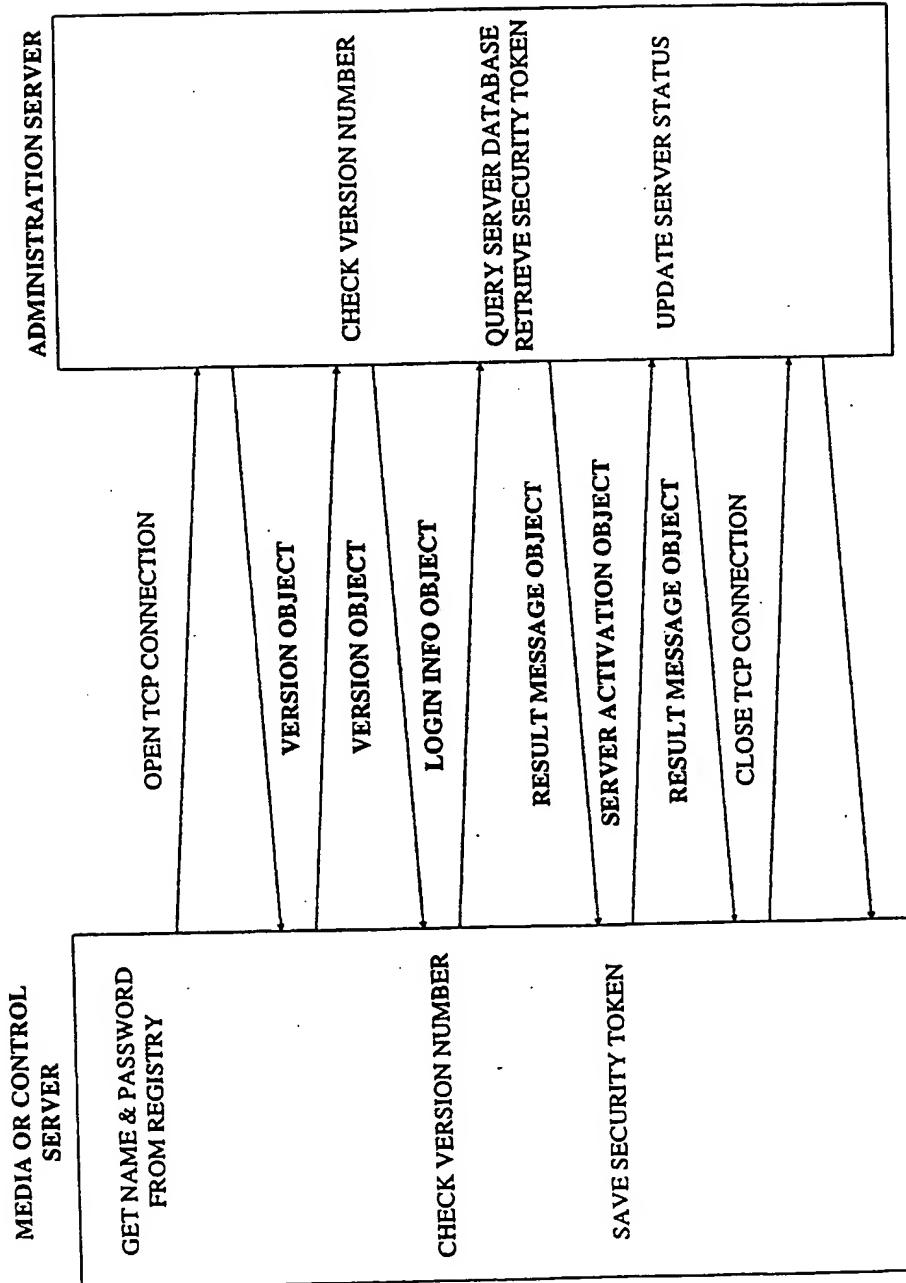 MEDIA OR CONTROL
SERVER
ADMINISTRATION SERVER
GET NAME & PASSWORD
FROM REGISTRY
OPEN TCP CONNECTION
VERSION OBJECT
VERSION OBJECT
CHECK VERSION NUMBER
CHECK VERSION NUMBER
LOGIN INFO OBJECT
QUERY SERVER DATABASE
RETRIEVE SECURITY TOKEN
RESULT MESSAGE OBJECT
SAVE SECURITY TOKEN
SERVER ACTIVATION OBJECT
UPDATE SERVER STATUS
RESULT MESSAGE OBJECT
CLOSE TCP CONNECTION